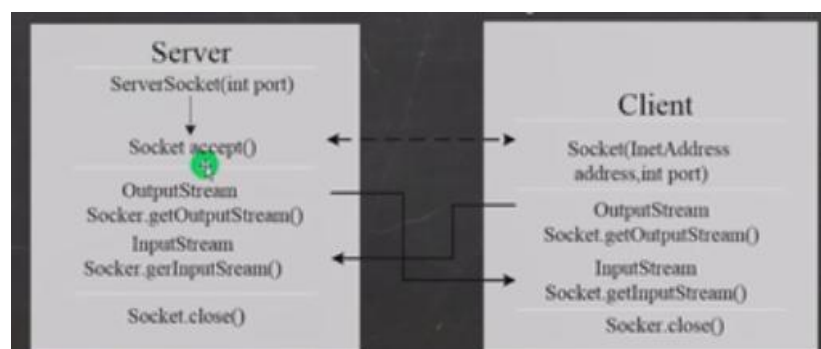 Server
ServerSocket(int port)
Socket accept()
OutputStream
Socker.getOutputStream()
InputStream
Socker.gerInputSream()
Socket.close()
Client
Socket(InetAddress
address,int port)
OutputStream
Socket.getOutputStream()
InputStream
Socket.getInputStream()
Socker.close()